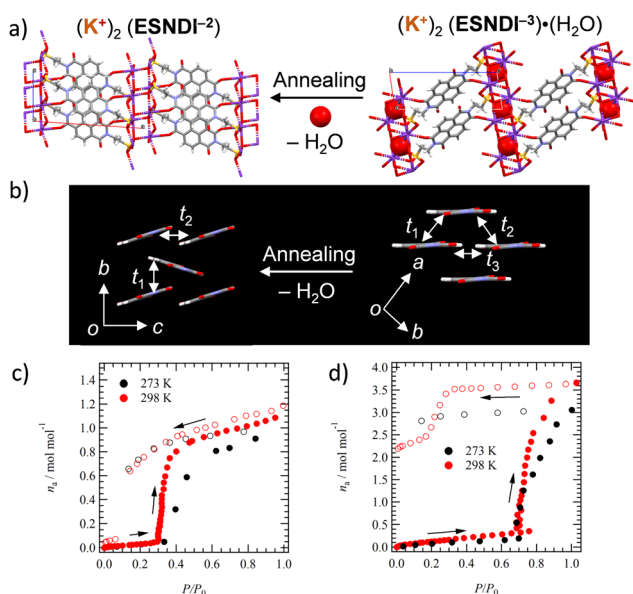 a)
(K⁺)₂ (ESNDI⁻²)
(K⁺)₂ (ESNDI⁻³)•(H₂O)
Annealing
– H₂O
b)
t₂
t₁
b
o
c
Annealing
– H₂O
t₁
t₂
t₃
a
o
b
c)
1.4
1.2
1.0
0.8
0.6
0.4
0.2
0.0
nₐ / mol mol⁻¹
273 K
298 K
0.0 0.2 0.4 0.6 0.8 1.0
P/P₀
d)
4.0
3.5
3.0
2.5
2.0
1.5
1.0
0.5
0.0
nₐ / mol mol⁻¹
273 K
298 K
0.0 0.2 0.4 0.6 0.8 1.0
P/P₀